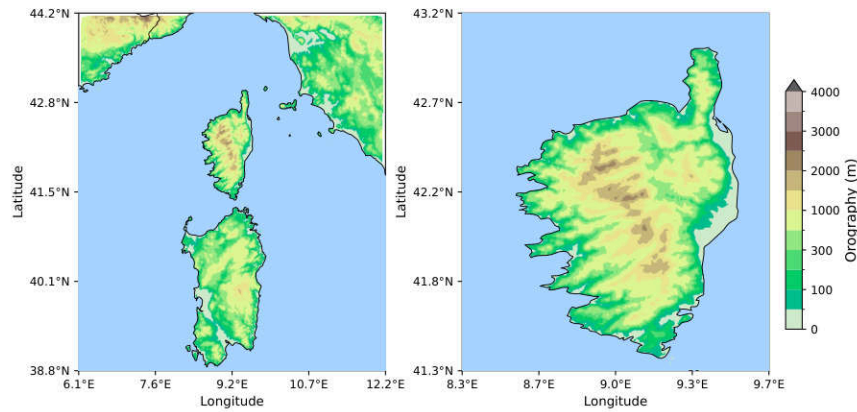 44.2°N
42.8°N
41.5°N
40.1°N
38.8°N
Latitude
6.1°E 7.6°E 9.2°E 10.7°E 12.2°E
Longitude
43.2°N
42.7°N
42.2°N
41.8°N
41.3°N
Latitude
8.3°E 8.7°E 9.0°E 9.3°E 9.7°E
Longitude
4000
3000
2000
1000
300
100
0
Orography (m)